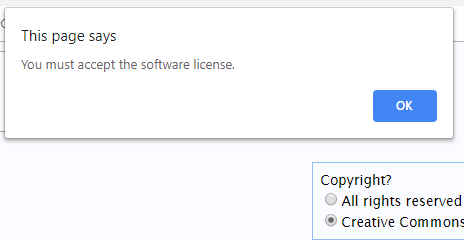 This page says
You must accept the software license.
OK
Copyright?
All rights reserved
Creative Commons